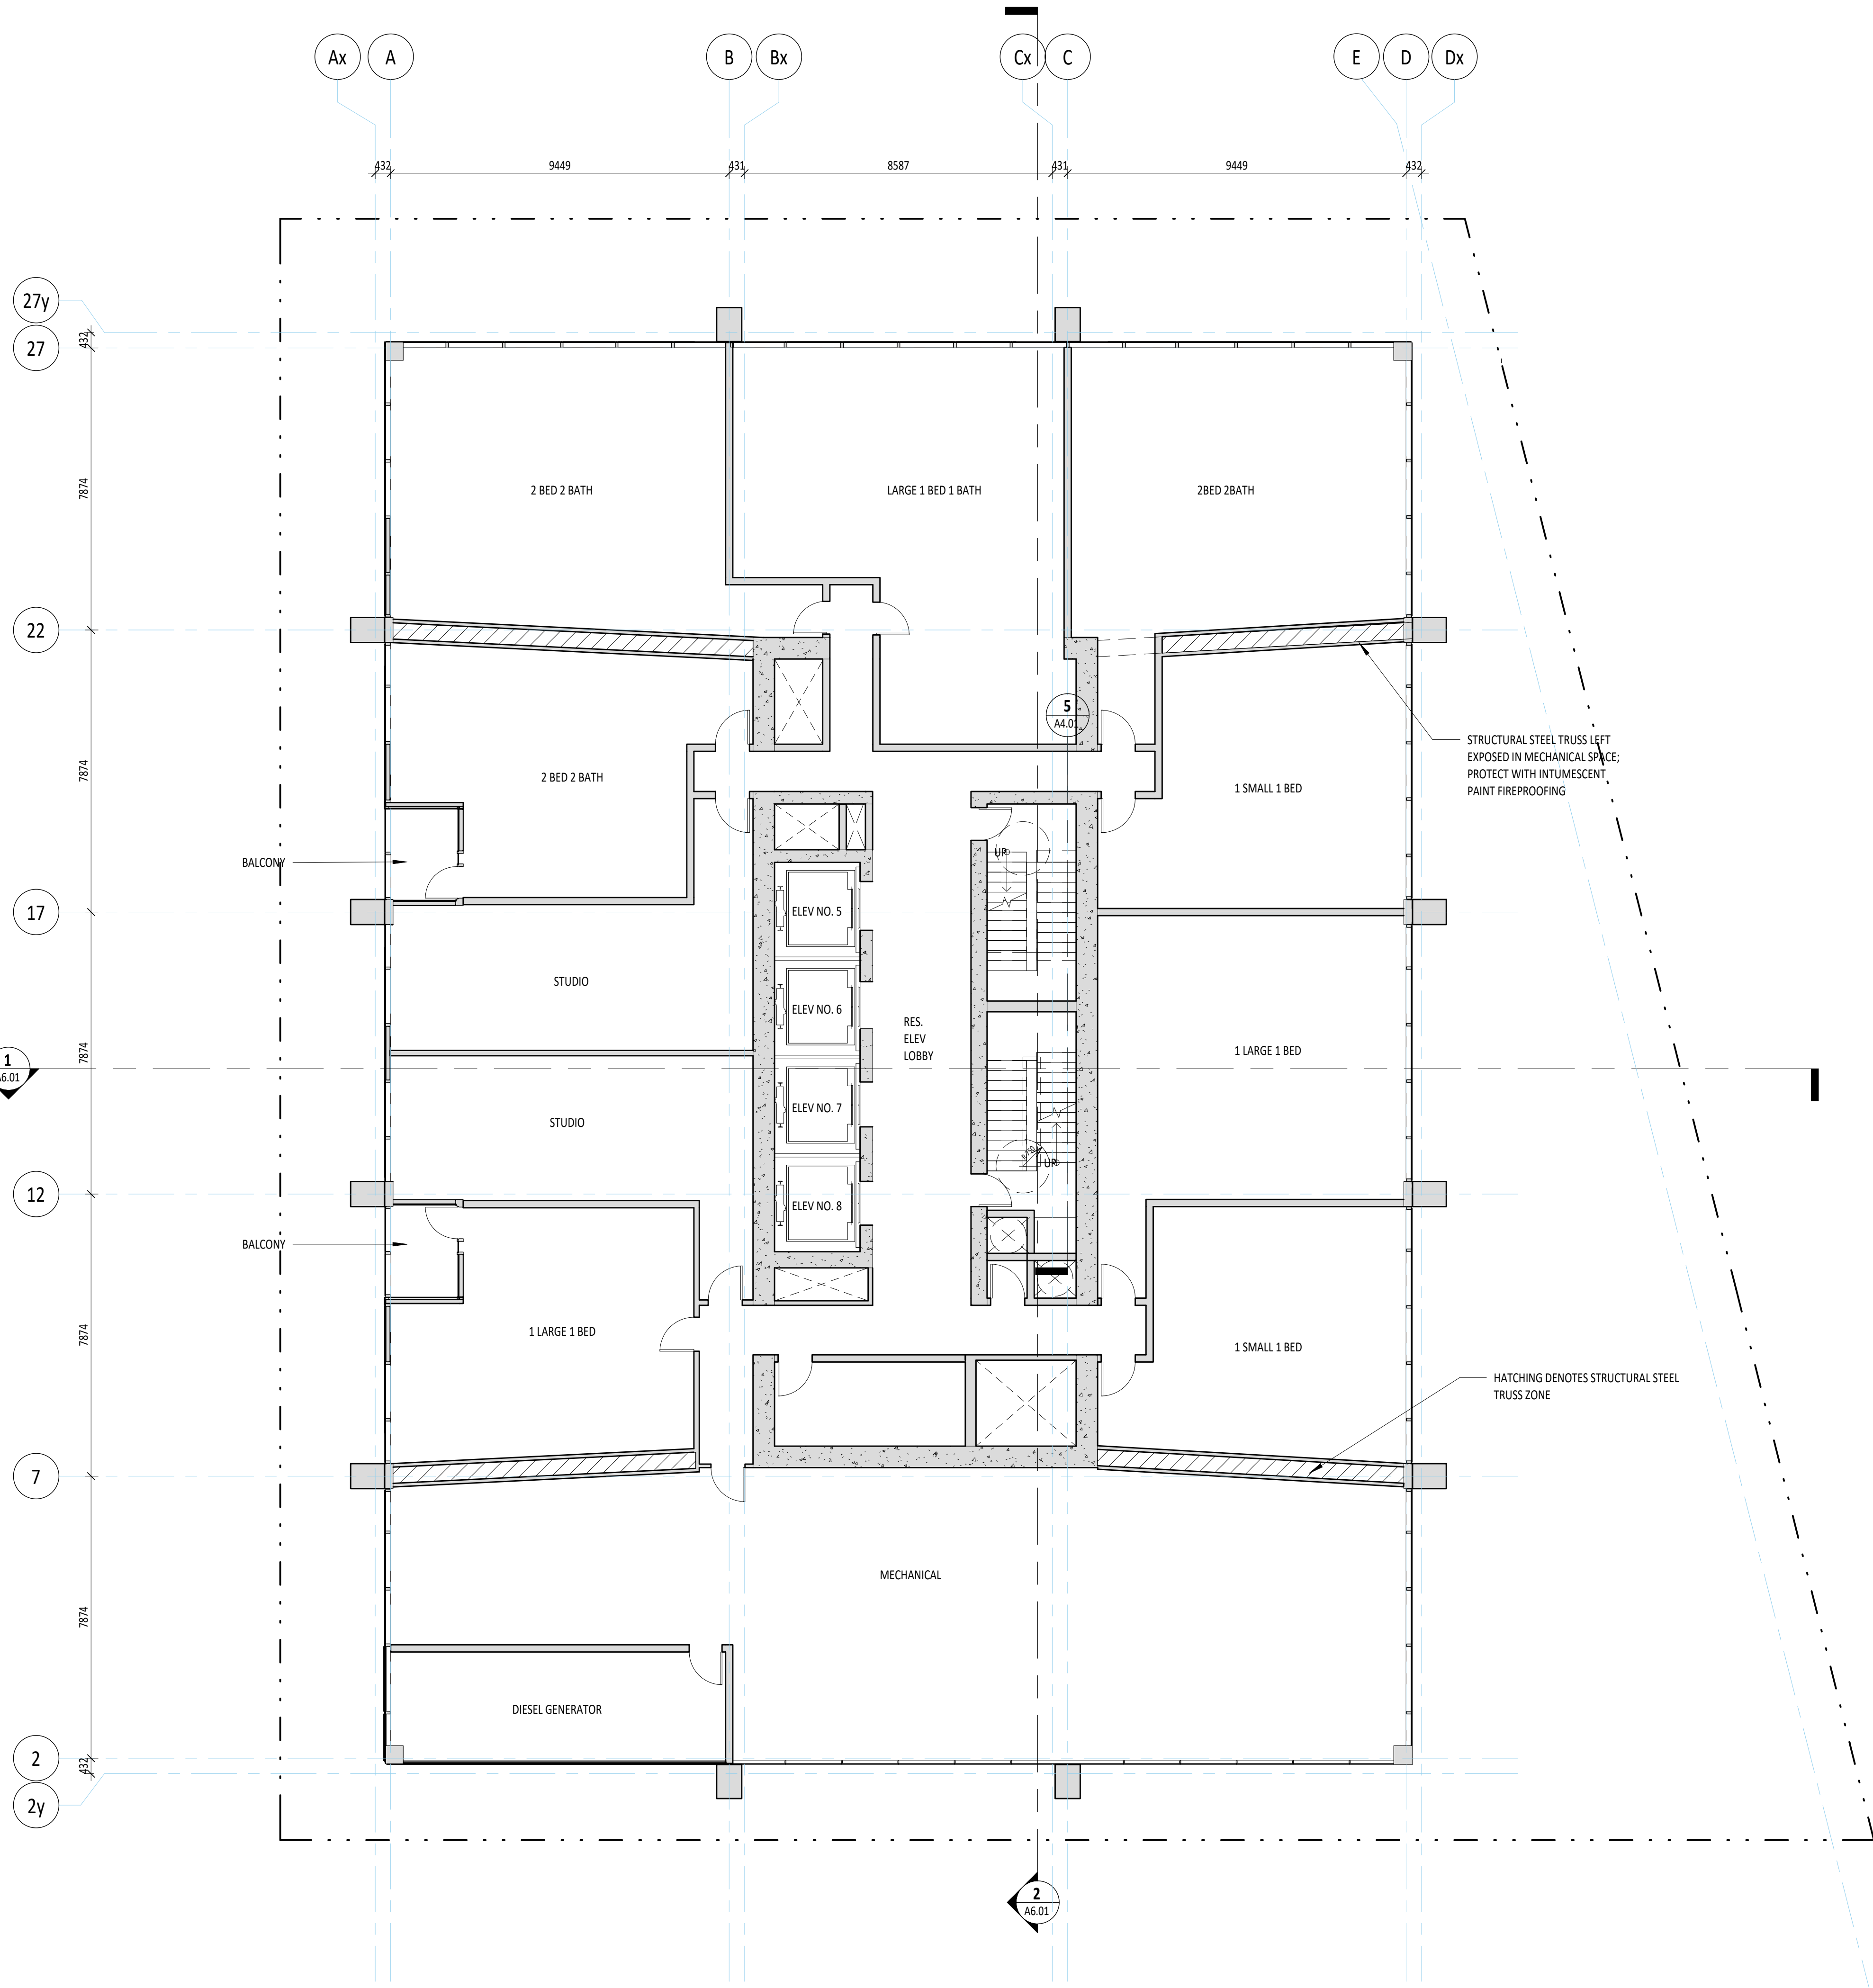 Ax A B Bx Cx C E D Dx
432 9449 431 8587 431 9449 432
27y
432
27
7874
2 BED 2 BATH
LARGE 1 BED 1 BATH
2BED 2BATH
22
5
A4.01
STRUCTURAL STEEL TRUSS LEFT
EXPOSED IN MECHANICAL SPACE;
PROTECT WITH INTUMESCENT
PAINT FIREPROOFING
7874
2 BED 2 BATH
1 SMALL 1 BED
UP
BALCONY
17
ELEV NO. 5
STUDIO
ELEV NO. 6
RES.
ELEV
LOBBY
7874
1 LARGE 1 BED
1
A6.01
ELEV NO. 7
STUDIO
UP
12
ELEV NO. 8
BALCONY
7874
1 LARGE 1 BED
1 SMALL 1 BED
HATCHING DENOTES STRUCTURAL STEEL
TRUSS ZONE
7
MECHANICAL
7874
DIESEL GENERATOR
2
432
2y
2
A6.01